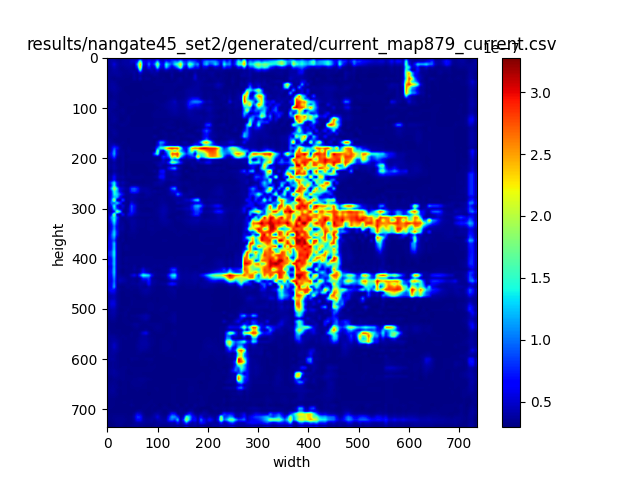 results/nangate45_set2/generated/current_map879_current.csv
1e−7
0
100
200
300
400
500
600
700
height
0 100 200 300 400 500 600 700
width
3.0
2.5
2.0
1.5
1.0
0.5